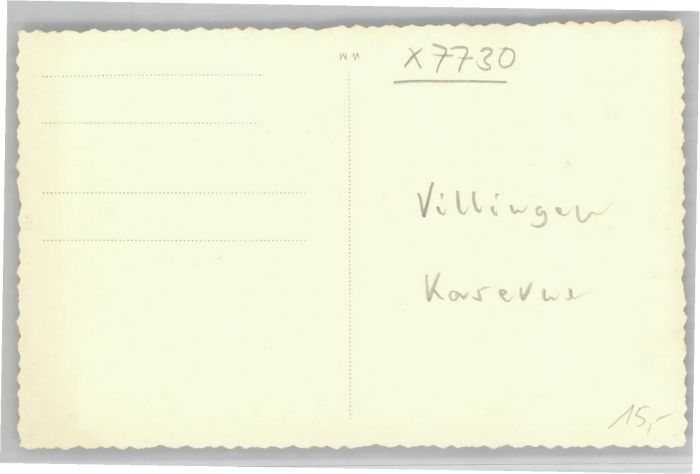 x7730
Villingen
Kaserne
15,-